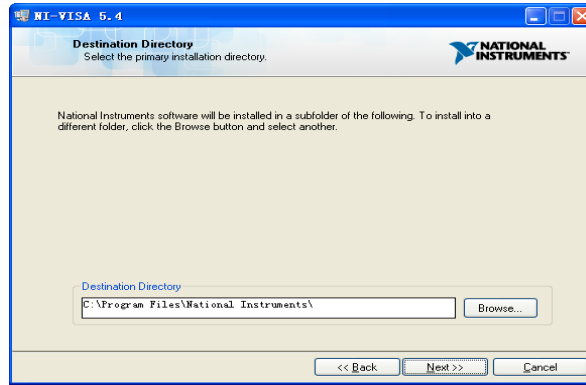 NI-VISA 5.4
Destination Directory
Select the primary installation directory.
NATIONAL
INSTRUMENTS
National Instruments software will be installed in a subfolder of the following. To install into a
different folder, click the Browse button and select another.
Destination Directory
C:\Program Files\National Instruments\
Browse...
<< Back
Next >>
Cancel